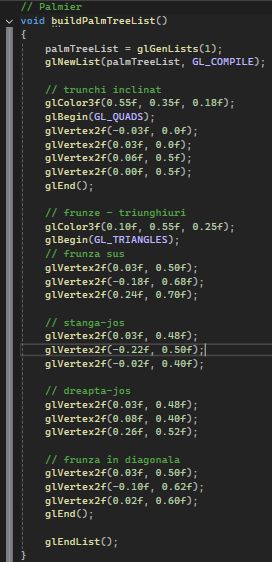 // Palmier
void buildPalmTreeList()
{
palmTreeList = glGenLists(1);
glNewList(palmTreeList, GL_COMPILE);
// trunchi inclinat
glColor3f(0.55f, 0.35f, 0.18f);
glBegin(GL_QUADS);
glVertex2f(-0.03f, 0.0f);
glVertex2f(0.03f, 0.0f);
glVertex2f(0.06f, 0.5f);
glVertex2f(0.00f, 0.5f);
glEnd();
// frunze - triunghiuri
glColor3f(0.10f, 0.55f, 0.25f);
glBegin(GL_TRIANGLES);
// frunza sus
glVertex2f(0.03f, 0.50f);
glVertex2f(-0.18f, 0.68f);
glVertex2f(0.24f, 0.70f);
// stanga-jos
glVertex2f(0.03f, 0.48f);
glVertex2f(-0.22f, 0.50f);
glVertex2f(-0.02f, 0.40f);
// dreapta-jos
glVertex2f(0.03f, 0.48f);
glVertex2f(0.08f, 0.40f);
glVertex2f(0.26f, 0.52f);
// frunza in diagonala
glVertex2f(0.03f, 0.50f);
glVertex2f(-0.10f, 0.62f);
glVertex2f(0.02f, 0.60f);
glEnd();
glEndList();
}